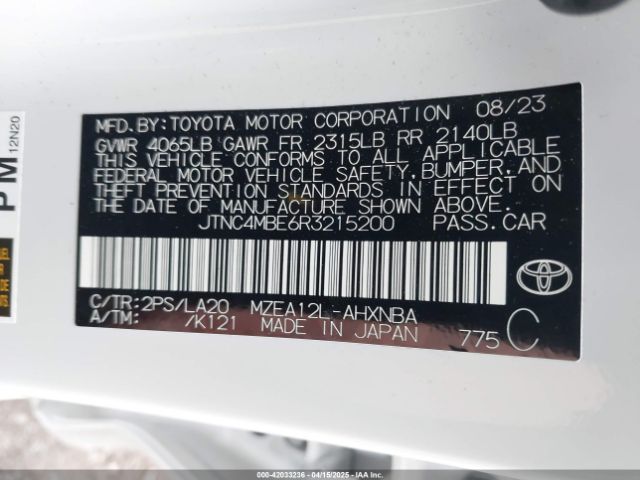 MFD. BY: TOYOTA MOTOR CORPORATION 08/23
GVWR 4065LB GAWR FR 2315LB RR 2140LB
THIS VEHICLE CONFORMS TO ALL APPLICABLE
FEDERAL MOTOR VEHICLE SAFETY, BUMPER, AND
THEFT PREVENTION STANDARDS IN EFFECT ON
THE DATE OF MANUFACTURE SHOWN ABOVE.
JTNC4MBE6R3215200 PASS. CAR
C/TR: 2PS/LA20 MZEA12L-AHXNBA
A/TM: /K121 MADE IN JAPAN 775 C
PM
12N20
000-42033236 - 04/15/2025 - IAA Inc.